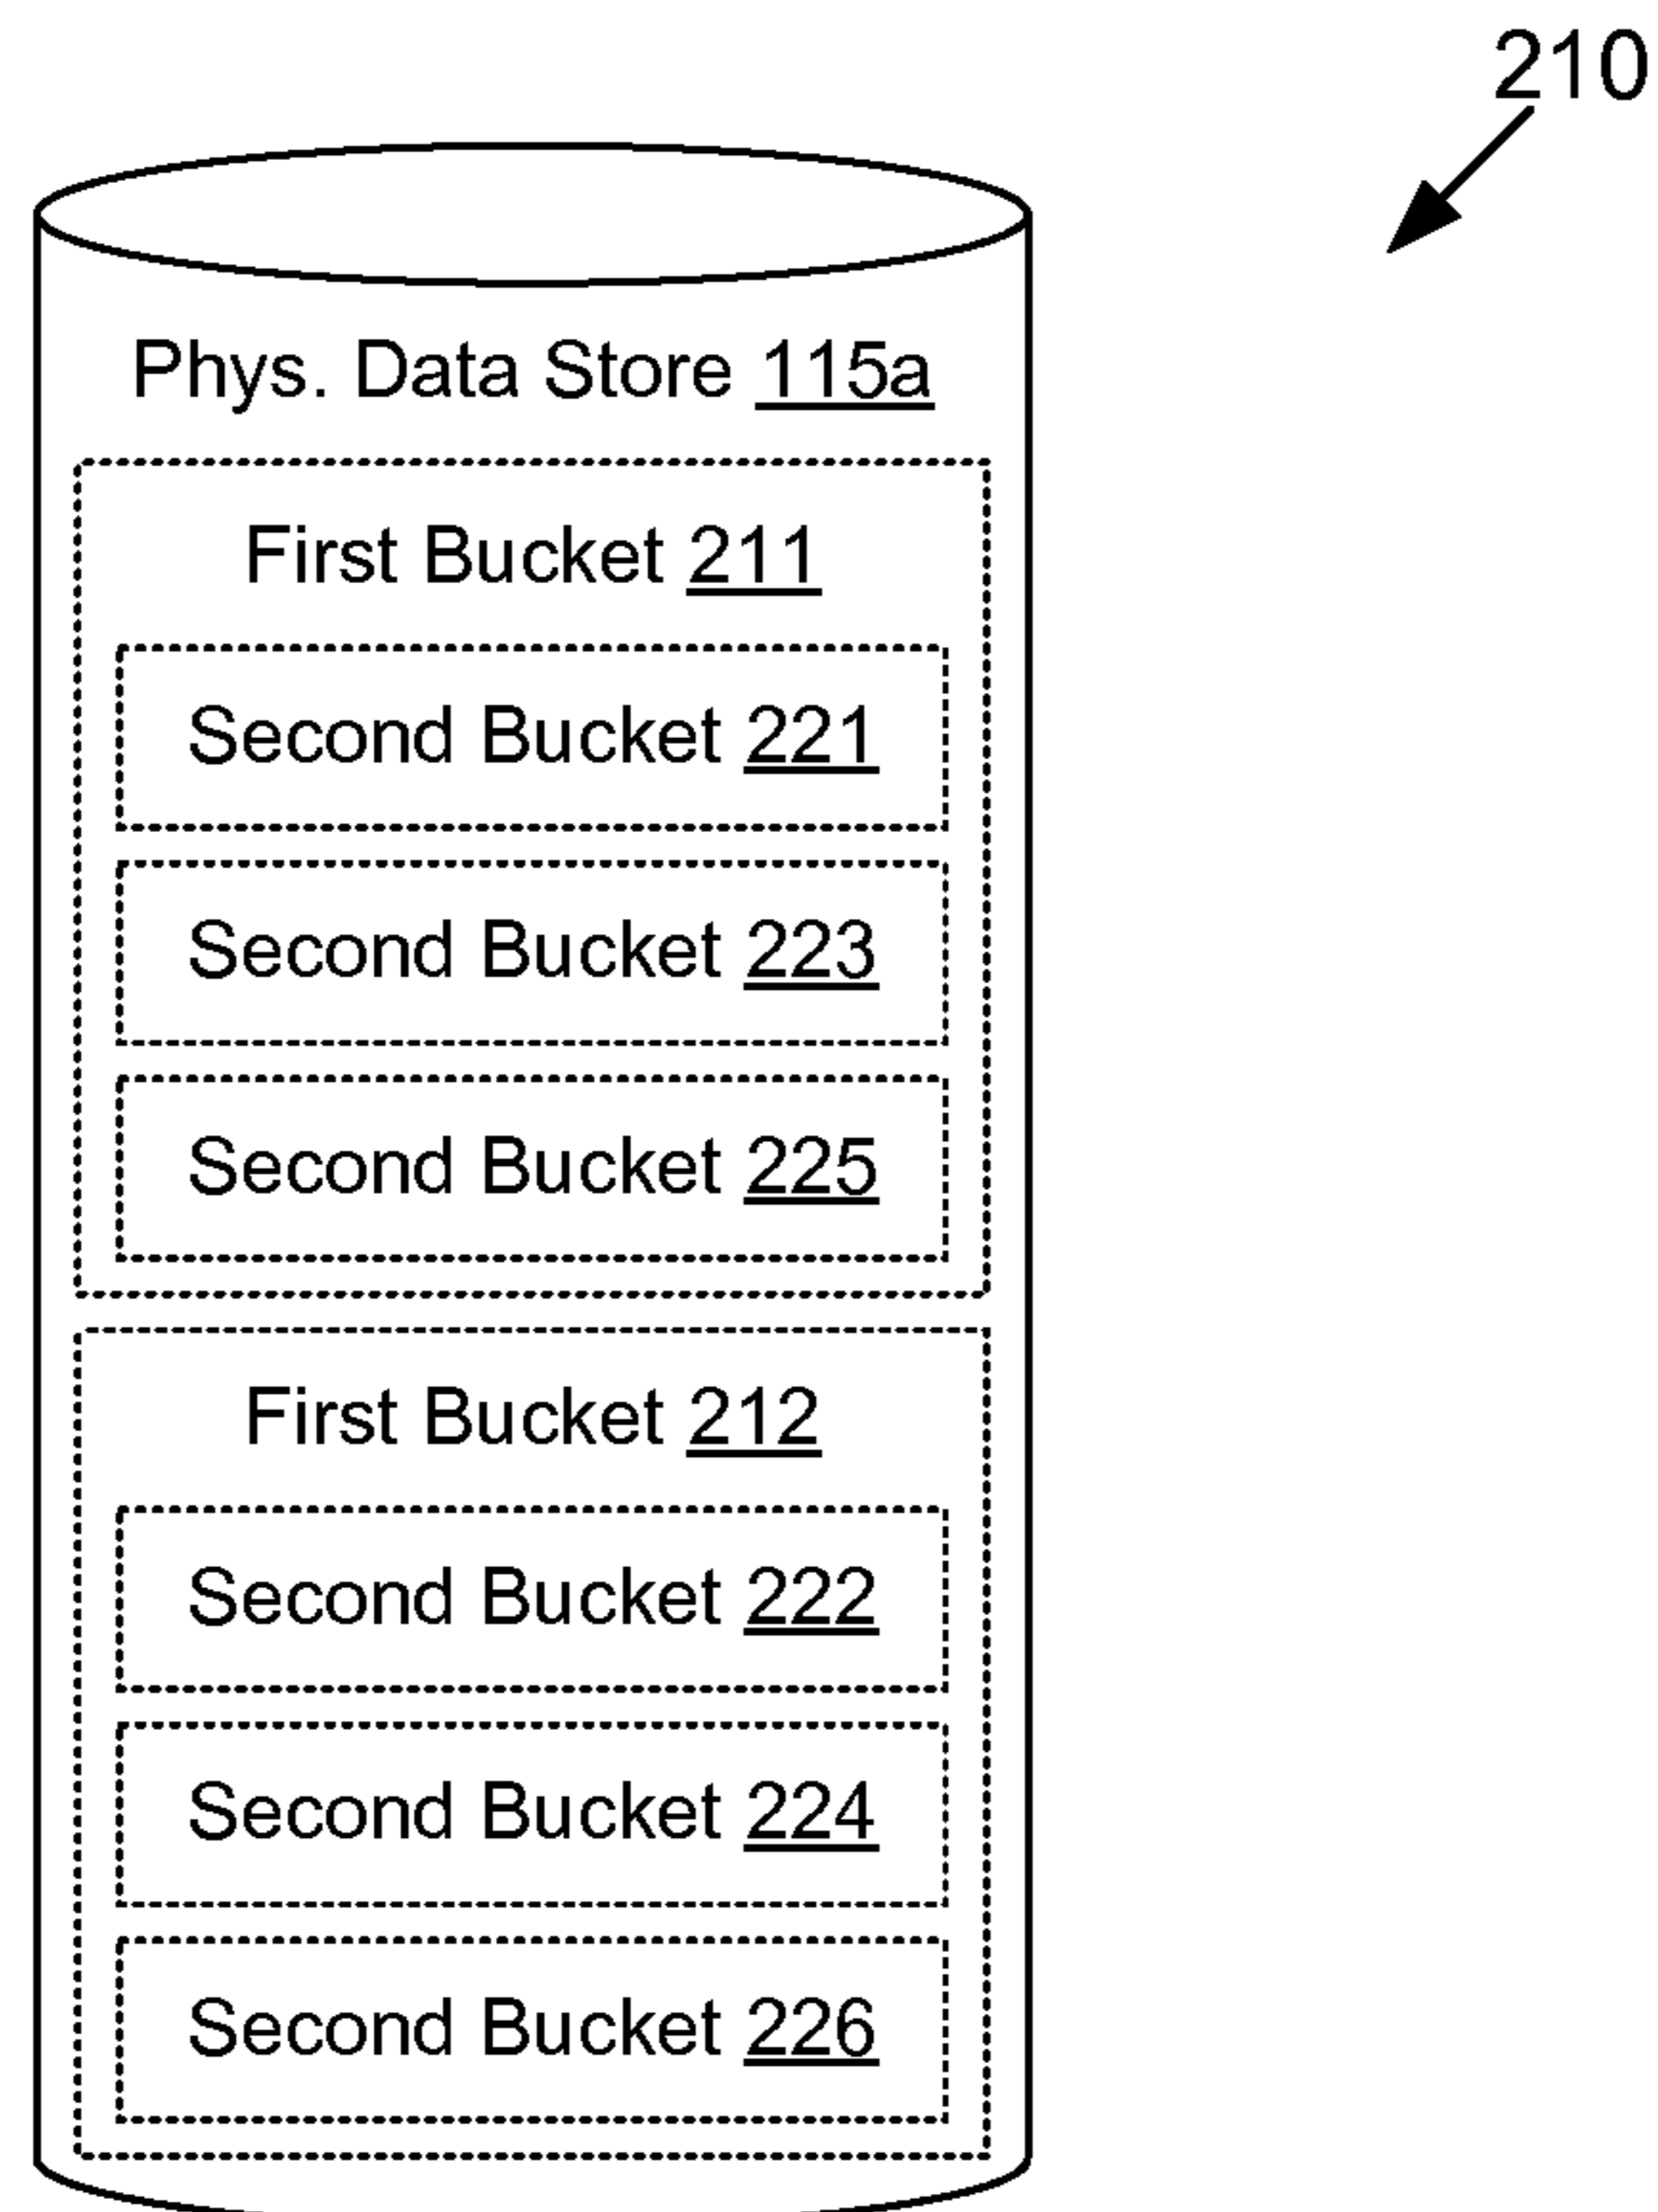 210
Phys. Data Store 115a
First Bucket 211
Second Bucket 221
Second Bucket 223
Second Bucket 225
First Bucket 212
Second Bucket 222
Second Bucket 224
Second Bucket 226